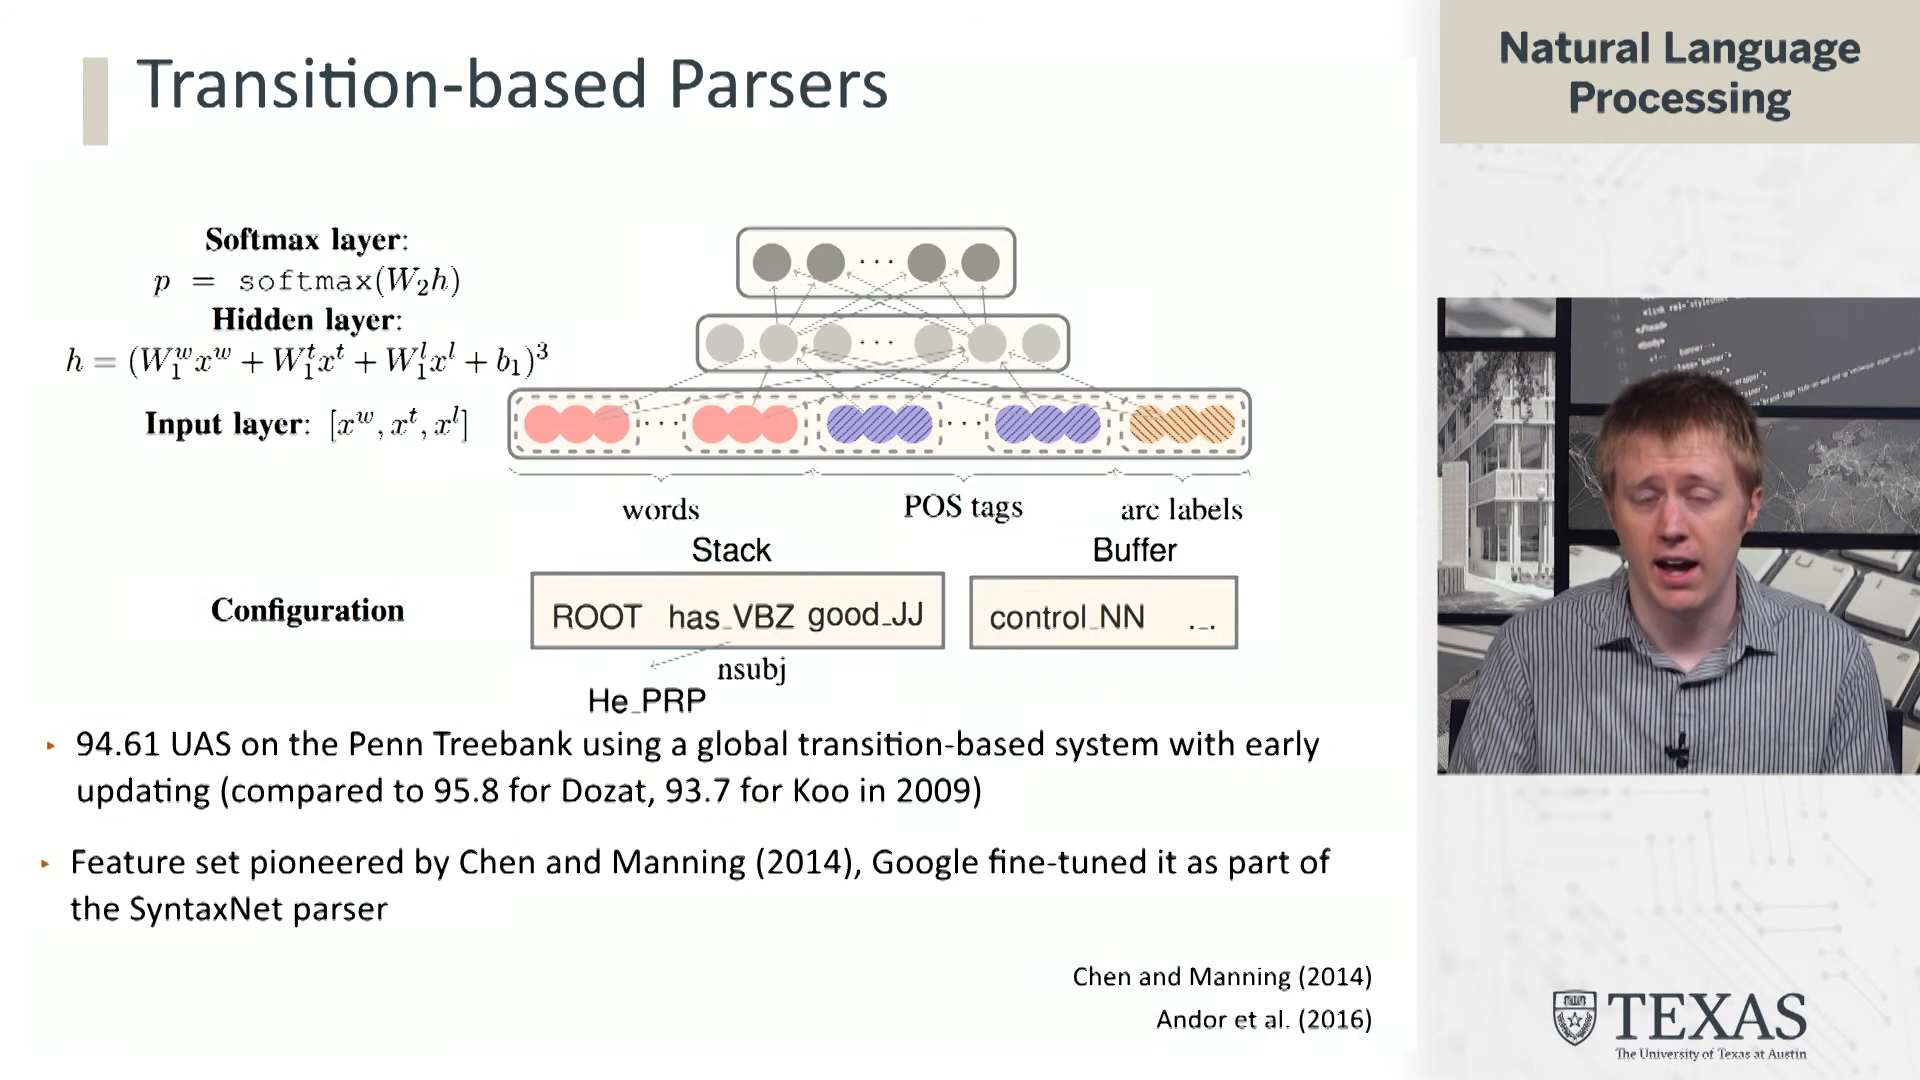 Transition-based Parsers
Natural Language
Processing
Softmax layer:
p = softmax(W₂h)
Hidden layer:
h = (W₁ʷxʷ + W₁ᵗxᵗ + W₁ˡxˡ + b₁)³
Input layer: [xʷ, xᵗ, xˡ]
...
...
...
...
words
POS tags
arc labels
Stack
Buffer
Configuration
ROOT has_VBZ good_JJ
control_NN ._.
nsubj
He_PRP
‣ 94.61 UAS on the Penn Treebank using a global transition-based system with early
updating (compared to 95.8 for Dozat, 93.7 for Koo in 2009)
‣ Feature set pioneered by Chen and Manning (2014), Google fine-tuned it as part of
the SyntaxNet parser
Chen and Manning (2014)
Andor et al. (2016)
TEXAS
The University of Texas at Austin